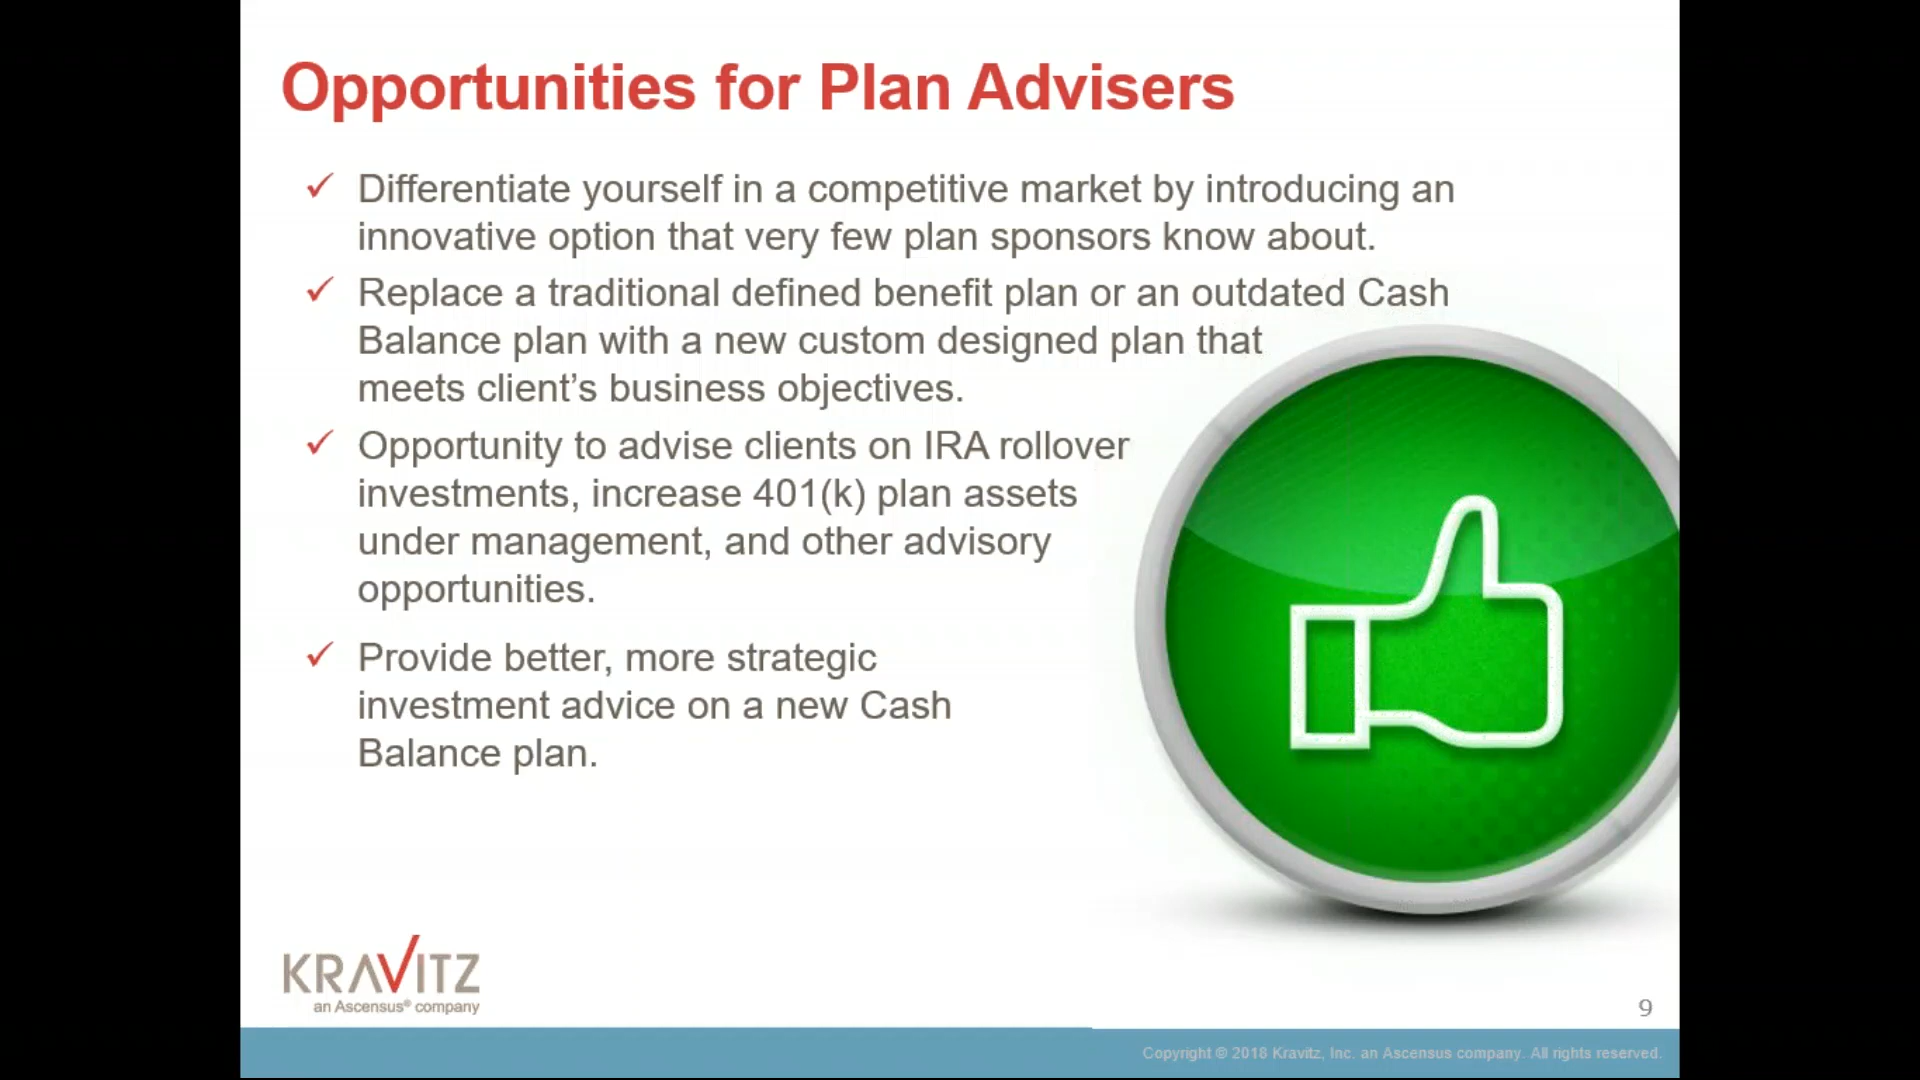 Opportunities for Plan Advisers
Differentiate yourself in a competitive market by introducing an
innovative option that very few plan sponsors know about.
Replace a traditional defined benefit plan or an outdated Cash
Balance plan with a new custom designed plan that
meets client’s business objectives.
Opportunity to advise clients on IRA rollover
investments, increase 401(k) plan assets
under management, and other advisory
opportunities.
Provide better, more strategic
investment advice on a new Cash
Balance plan.
KRAVITZ
an Ascensus® company
9
Copyright © 2018 Kravitz, Inc. an Ascensus company. All rights reserved.